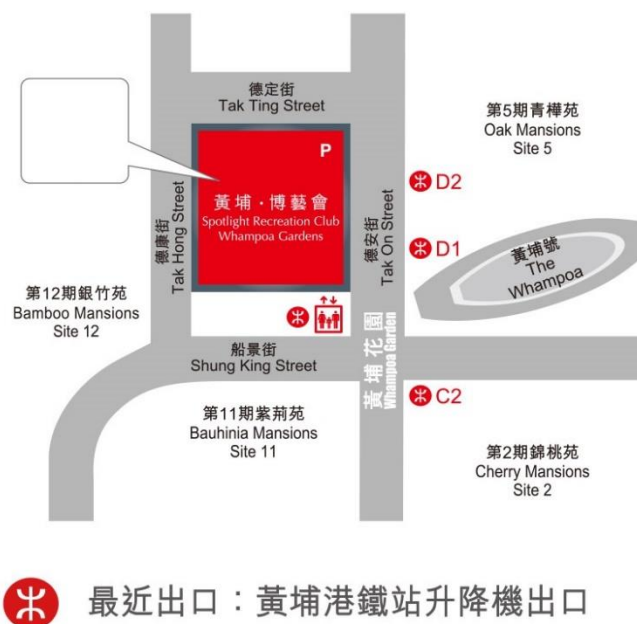 德定街
Tak Ting Street
第5期青樺苑
Oak Mansions
Site 5
P
D2
黃埔·博藝會
Spotlight Recreation Club
Whampoa Gardens
德康街
Tak Hong Street
德安街
Tak On Street
D1
黃埔號
The
Whampoa
第12期銀竹苑
Bamboo Mansions
Site 12
船景街
Shung King Street
黃埔花園
Whampoa Garden
C2
第11期紫荊苑
Bauhinia Mansions
Site 11
第2期錦桃苑
Cherry Mansions
Site 2
最近出口：黃埔港鐵站升降機出口